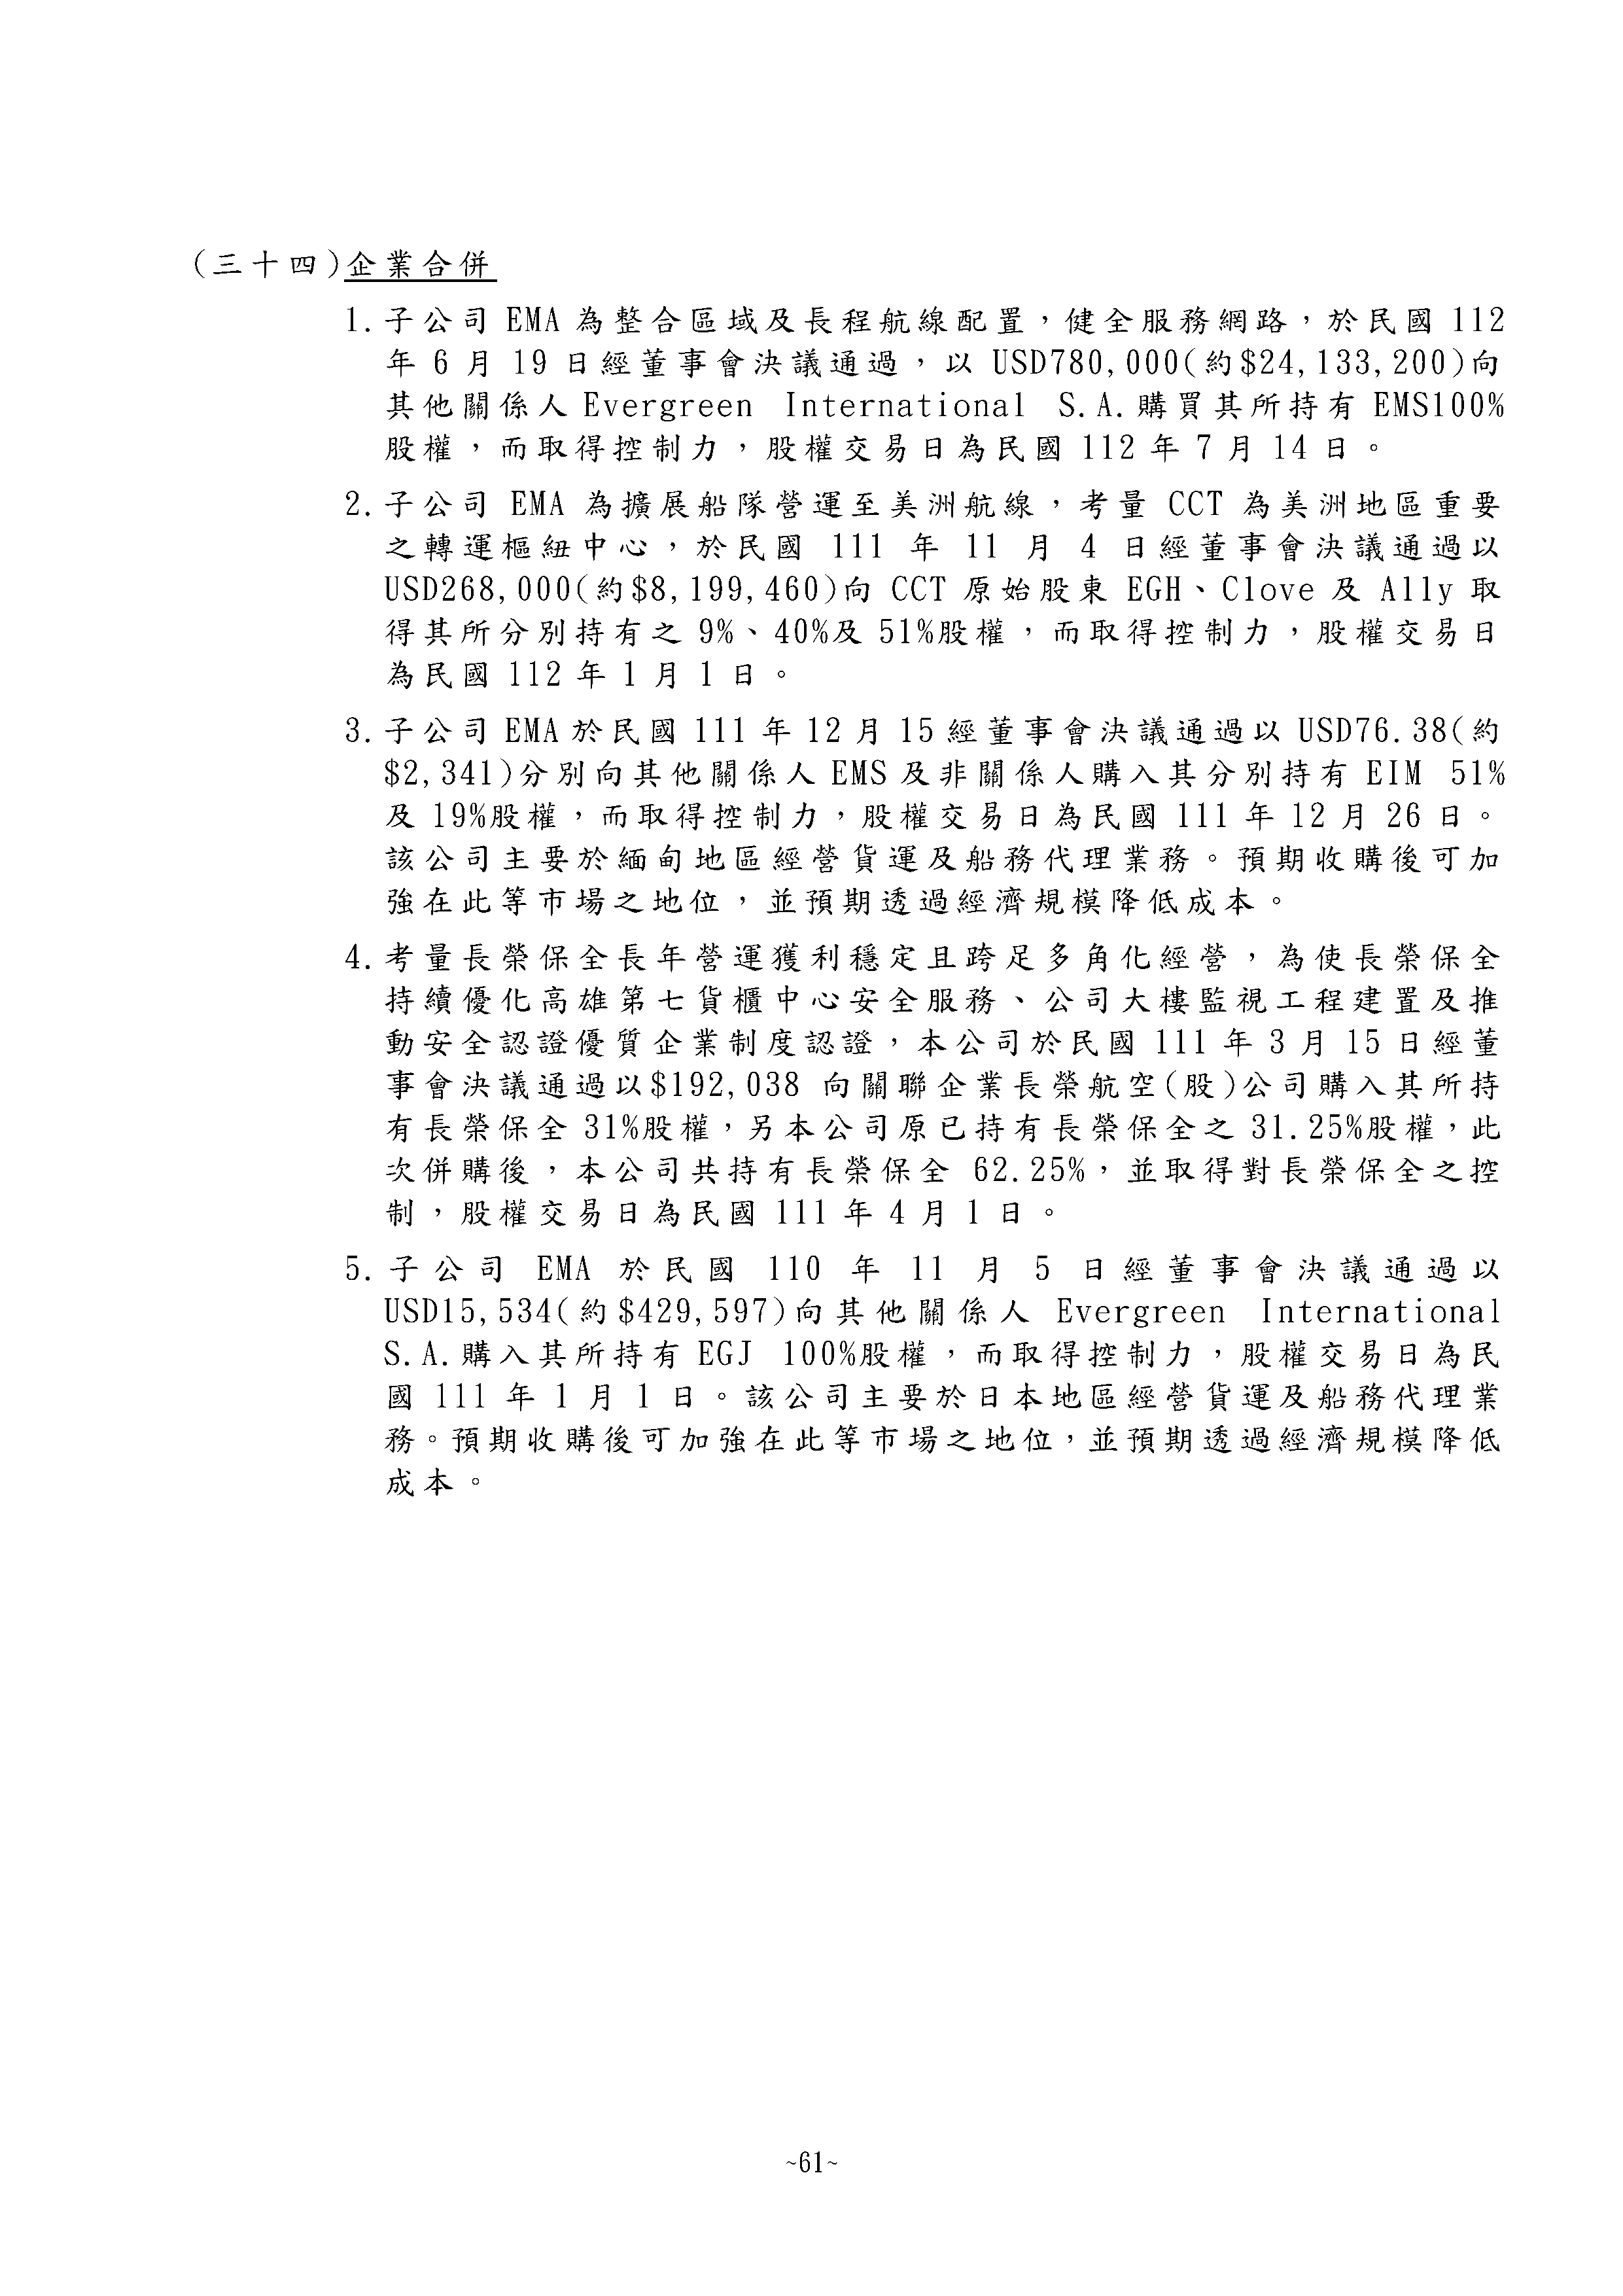 (三十四)企業合併
1. 子公司 EMA 為整合區域及長程航線配置，健全服務網路，於民國 112
年 6 月 19 日經董事會決議通過，以 USD780,000(約$24,133,200)向
其他關係人 Evergreen International S.A.購買其所持有 EMS100%
股權，而取得控制力，股權交易日為民國 112 年 7 月 14 日。
2. 子公司 EMA 為擴展船隊營運至美洲航線，考量 CCT 為美洲地區重要
之轉運樞紐中心，於民國 111 年 11 月 4 日經董事會決議通過以
USD268,000(約$8,199,460)向 CCT 原始股東 EGH、Clove 及 Ally 取
得其所分別持有之 9%、40%及 51%股權，而取得控制力，股權交易日
為民國 112 年 1 月 1 日。
3. 子公司 EMA 於民國 111 年 12 月 15 經董事會決議通過以 USD76.38(約
$2,341)分別向其他關係人 EMS 及非關係人購入其分別持有 EIM 51%
及 19%股權，而取得控制力，股權交易日為民國 111 年 12 月 26 日。
該公司主要於緬甸地區經營貨運及船務代理業務。預期收購後可加
強在此等市場之地位，並預期透過經濟規模降低成本。
4. 考量長榮保全長年營運獲利穩定且跨足多角化經營，為使長榮保全
持續優化高雄第七貨櫃中心安全服務、公司大樓監視工程建置及推
動安全認證優質企業制度認證，本公司於民國 111 年 3 月 15 日經董
事會決議通過以$192,038 向關聯企業長榮航空(股)公司購入其所持
有長榮保全 31%股權，另本公司原已持有長榮保全之 31.25%股權，此
次併購後，本公司共持有長榮保全 62.25%，並取得對長榮保全之控
制，股權交易日為民國 111 年 4 月 1 日。
5. 子公司 EMA 於民國 110 年 11 月 5 日經董事會決議通過以
USD15,534(約$429,597)向其他關係人 Evergreen International
S.A.購入其所持有 EGJ 100%股權，而取得控制力，股權交易日為民
國 111 年 1 月 1 日。該公司主要於日本地區經營貨運及船務代理業
務。預期收購後可加強在此等市場之地位，並預期透過經濟規模降低
成本。
~61~